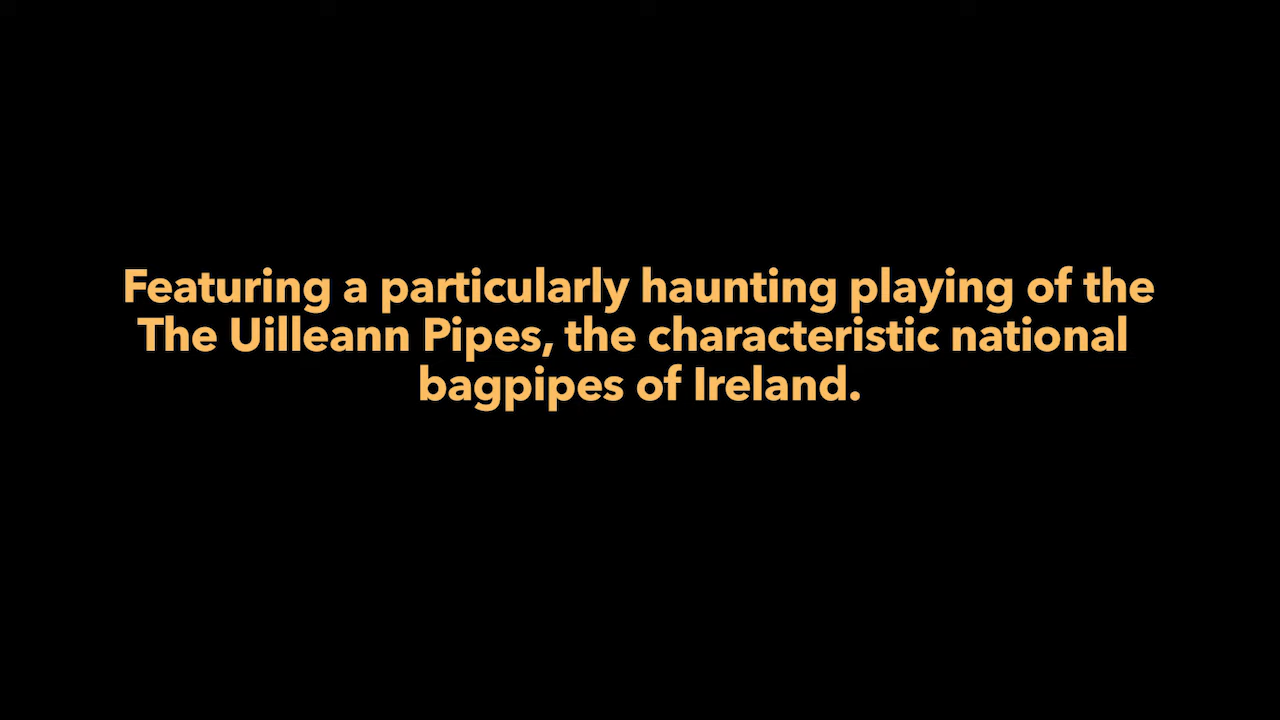 Featuring a particularly haunting playing of the
The Uilleann Pipes, the characteristic national
bagpipes of Ireland.